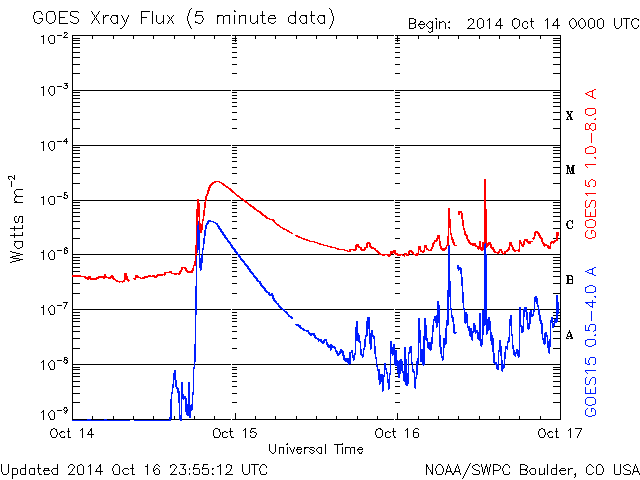 GOES Xray Flux (5 minute data)
Begin: 2014 Oct 14 0000 UTC
10⁻²
10⁻³
10⁻⁴
10⁻⁵
10⁻⁶
10⁻⁷
10⁻⁸
10⁻⁹
Watts m⁻²
X
M
C
B
A
GOES15 1.0-8.0 A
GOES15 0.5-4.0 A
Oct 14
Oct 15
Oct 16
Oct 17
Universal Time
Updated 2014 Oct 16 23:55:12 UTC
NOAA/SWPC Boulder, CO USA